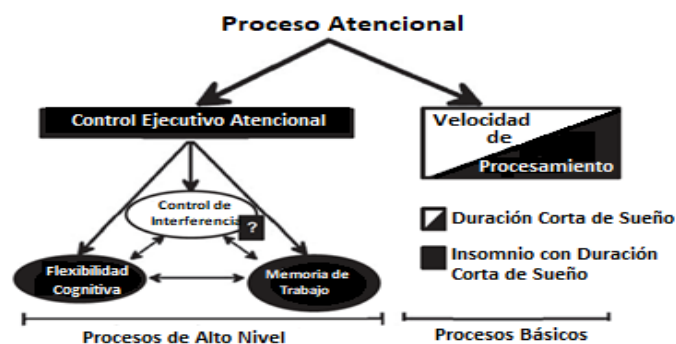 Proceso Atencional
Control Ejecutivo Atencional
Velocidad
de
Procesamiento
Control de
Interferencia
?
Flexibilidad
Cognitiva
Memoria de
Trabajo
Duración Corta de Sueño
Insomnio con Duración
Corta de Sueño
Procesos de Alto Nivel
Procesos Básicos